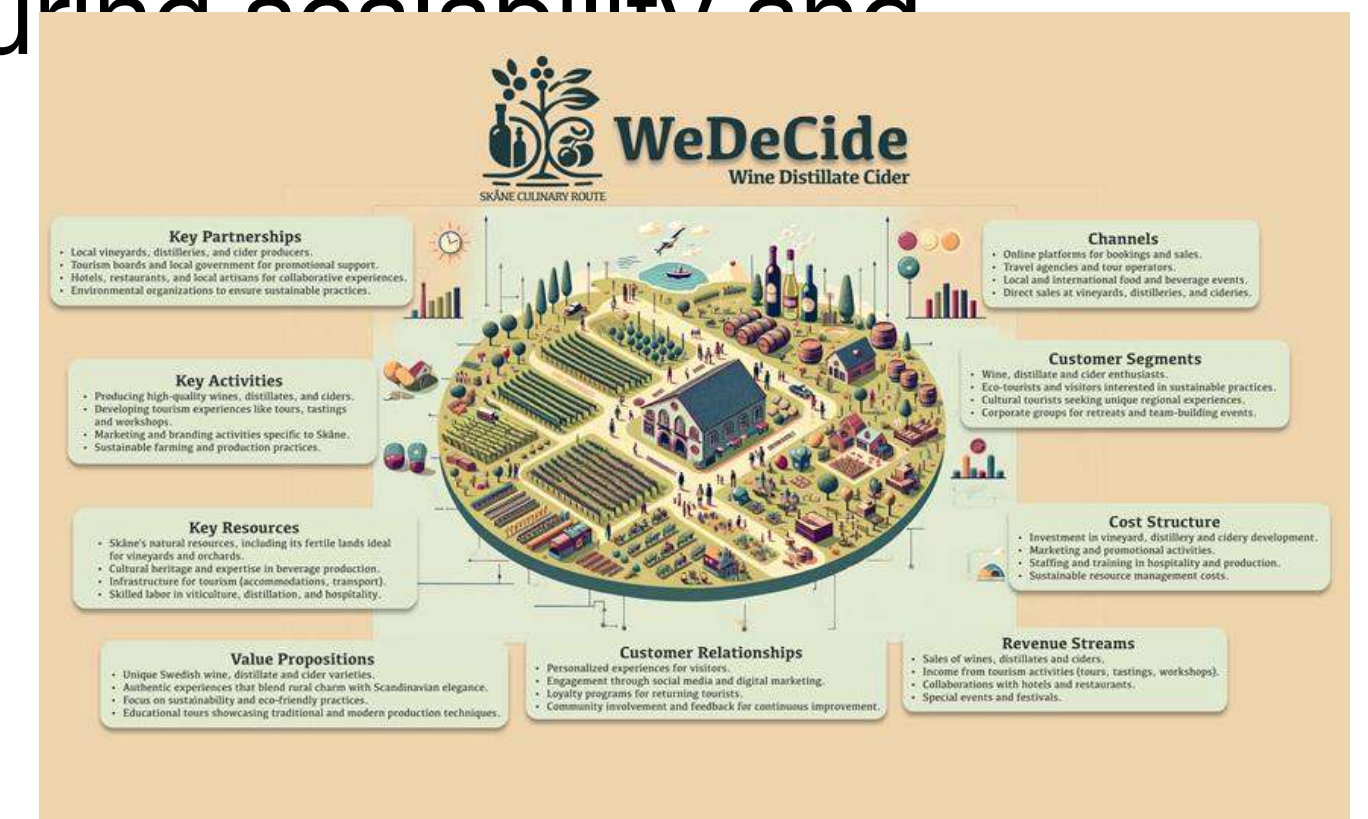 uring scalability and
WeDeCide
Wine Distillate Cider
SKÅNE CULINARY ROUTE
Key Partnerships
• Local vineyards, distilleries, and cider producers.
• Tourism boards and local government for promotional support.
• Hotels, restaurants, and local artisans for collaborative experiences.
• Environmental organizations to ensure sustainable practices.
Key Activities
• Producing high-quality wines, distillates, and ciders.
• Developing tourism experiences like tours, tastings
and workshops.
• Marketing and branding activities specific to Skåne.
• Sustainable farming and production practices.
Key Resources
• Skåne's natural resources, including its fertile lands ideal
for vineyards and orchards.
• Cultural heritage and expertise in beverage production.
• Infrastructure for tourism (accommodations, transport).
• Skilled labor in viticulture, distillation, and hospitality.
Value Propositions
• Unique Swedish wine, distillate and cider varieties.
• Authentic experiences that blend rural charm with Scandinavian elegance.
• Focus on sustainability and eco-friendly practices.
• Educational tours showcasing traditional and modern production techniques.
Customer Relationships
• Personalized experiences for visitors.
• Engagement through social media and digital marketing.
• Loyalty programs for returning tourists.
• Community involvement and feedback for continuous improvement.
Channels
• Online platforms for bookings and sales.
• Travel agencies and tour operators.
• Local and international food and beverage events.
• Direct sales at vineyards, distilleries, and cideries.
Customer Segments
• Wine, distillate and cider enthusiasts.
• Eco-tourists and visitors interested in sustainable practices.
• Cultural tourists seeking unique regional experiences.
• Corporate groups for retreats and team-building events.
Cost Structure
• Investment in vineyard, distillery and cidery development.
• Marketing and promotional activities.
• Staffing and training in hospitality and production.
• Sustainable resource management costs.
Revenue Streams
• Sales of wines, distillates and ciders.
• Income from tourism activities (tours, tastings, workshops).
• Collaborations with hotels and restaurants.
• Special events and festivals.